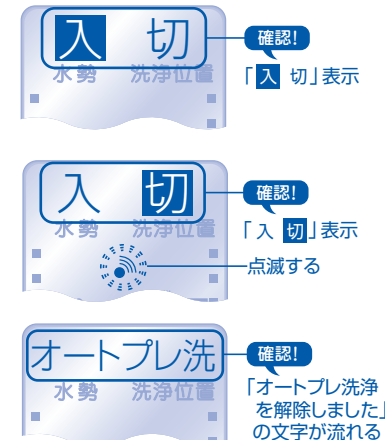 入 切
確認!
水勢 洗浄位置
「入 切」表示
入 切
確認!
水勢 洗浄位置
「入 切」表示
点滅する
オートプレ洗
確認!
水勢 洗浄位置
「オートプレ洗浄
を解除しました」
の文字が流れる